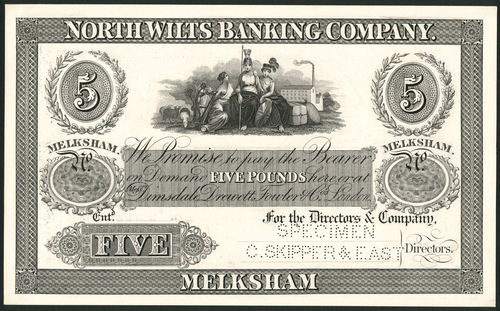 NORTH WILTS BANKING COMPANY.
5 5
MELKSHAM. MELKSHAM.
No No
We Promise to pay the Bearer
on Demand FIVE POUNDS here or at
Messrs Dimsdale, Drewett, Fowler & Co. London.
Ent.d
For the Directors & Company,
SPECIMEN
C. SKIPPER & EAST
Directors.
FIVE
MELKSHAM